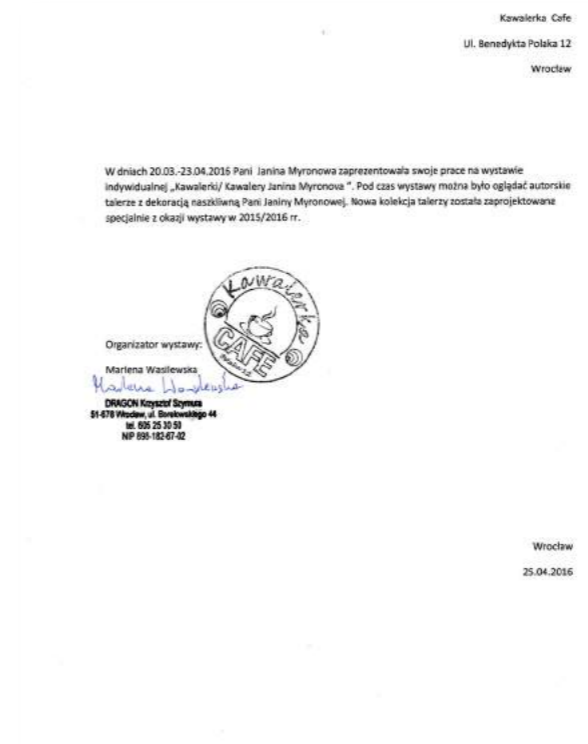 Kawalerka Cafe
Ul. Benedykta Polaka 12
Wrocław
W dniach 20.03.-23.04.2016 Pani Janina Myronowa zaprezentowała swoje prace na wystawie
indywidualnej „Kawalerki/ Kawalery Janina Myronova ". Pod czas wystawy można było oglądać autorskie
talerze z dekoracją naszkliwną Pani Janiny Myronowej. Nowa kolekcja talerzy została zaprojektowana
specjalnie z okazji wystawy w 2015/2016 rr.
Kawalerka
CAFE
Organizator wystawy:
Marlena Wasilewska
Marlena Wasilewska
DRAGON Krzysztof Szymura
51-678 Wrocław, ul. Borelowskiego 44
tel. 605 25 30 50
NIP 898-182-67-02
Wrocław
25.04.2016